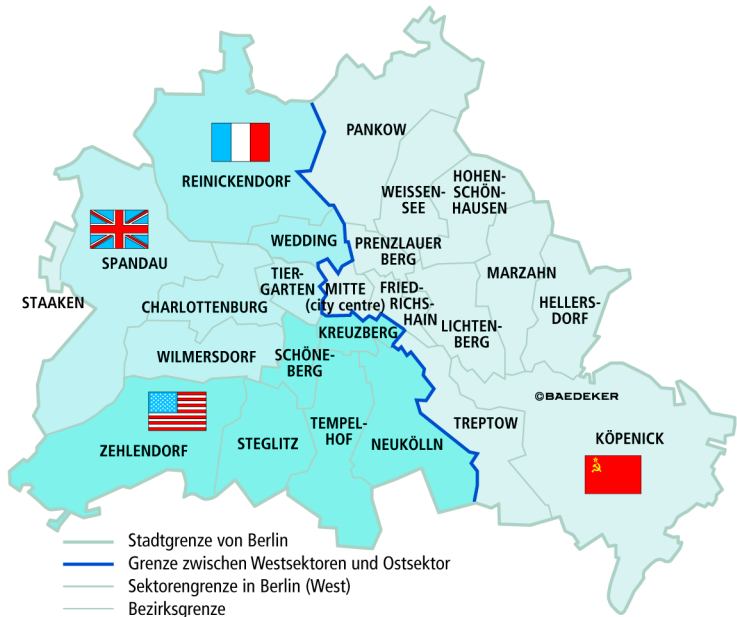 PANKOW
REINICKENDORF
WEISSEN-
SEE
HOHEN-
SCHÖN-
HAUSEN
WEDDING
PRENZLAUER
BERG
SPANDAU
STAAKEN
CHARLOTTENBURG
TIER-
GARTEN
MITTE
(city centre)
FRIED-
RICHS-
HAIN
MARZAHN
HELLERS-
DORF
LICHTEN-
BERG
KREUZBERG
WILMERSDORF
SCHÖNE-
BERG
©BAEDEKER
ZEHLENDORF
STEGLITZ
TEMPEL-
HOF
NEUKÖLLN
TREPTOW
KÖPENICK
Stadtgrenze von Berlin
Grenze zwischen Westsektoren und Ostsektor
Sektorengrenze in Berlin (West)
Bezirksgrenze